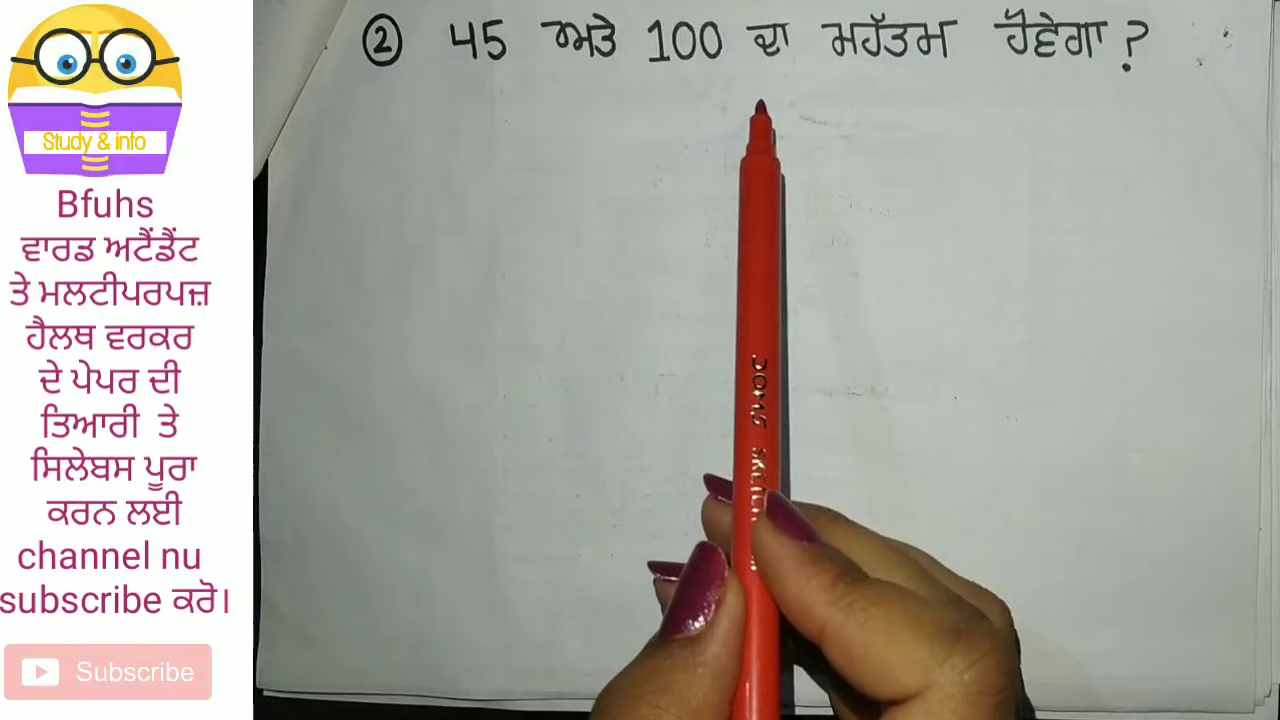 ② 45 ਅਤੇ 100 ਦਾ ਮਹੱਤਮ ਹੋਵੇਗਾ ?
Study & info
Bfuhs
ਵਾਰਡ ਅਟੈਂਡੈਂਟ
ਤੇ ਮਲਟੀਪਰਪਜ਼
ਹੈਲਥ ਵਰਕਰ
ਦੇ ਪੇਪਰ ਦੀ
ਤਿਆਰੀ ਤੇ
ਸਿਲੇਬਸ ਪੂਰਾ
ਕਰਨ ਲਈ
channel nu
subscribe ਕਰੋ।
Subscribe